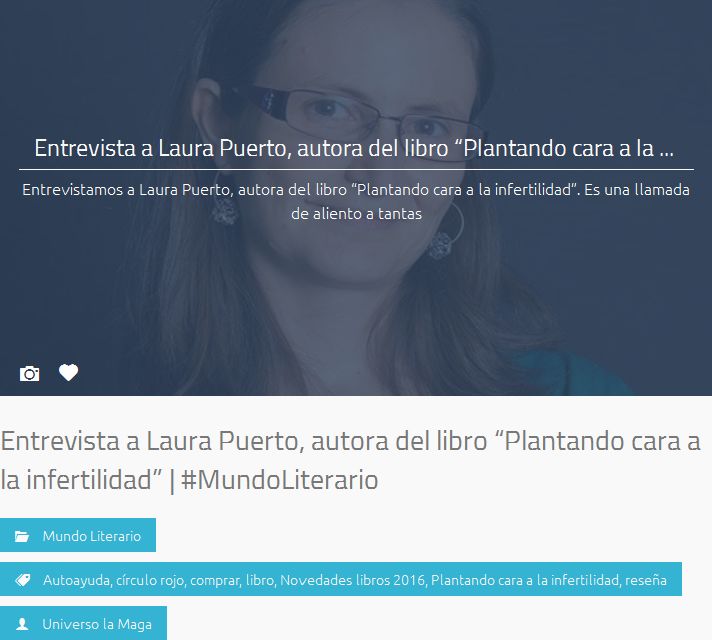 Entrevista a Laura Puerto, autora del libro “Plantando cara a la ...
Entrevistamos a Laura Puerto, autora del libro “Plantando cara a la infertilidad”. Es una llamada
de aliento a tantas
Entrevista a Laura Puerto, autora del libro “Plantando cara a
la infertilidad” | #MundoLiterario
Mundo Literario
Autoayuda, círculo rojo, comprar, libro, Novedades libros 2016, Plantando cara a la infertilidad, reseña
Universo la Maga